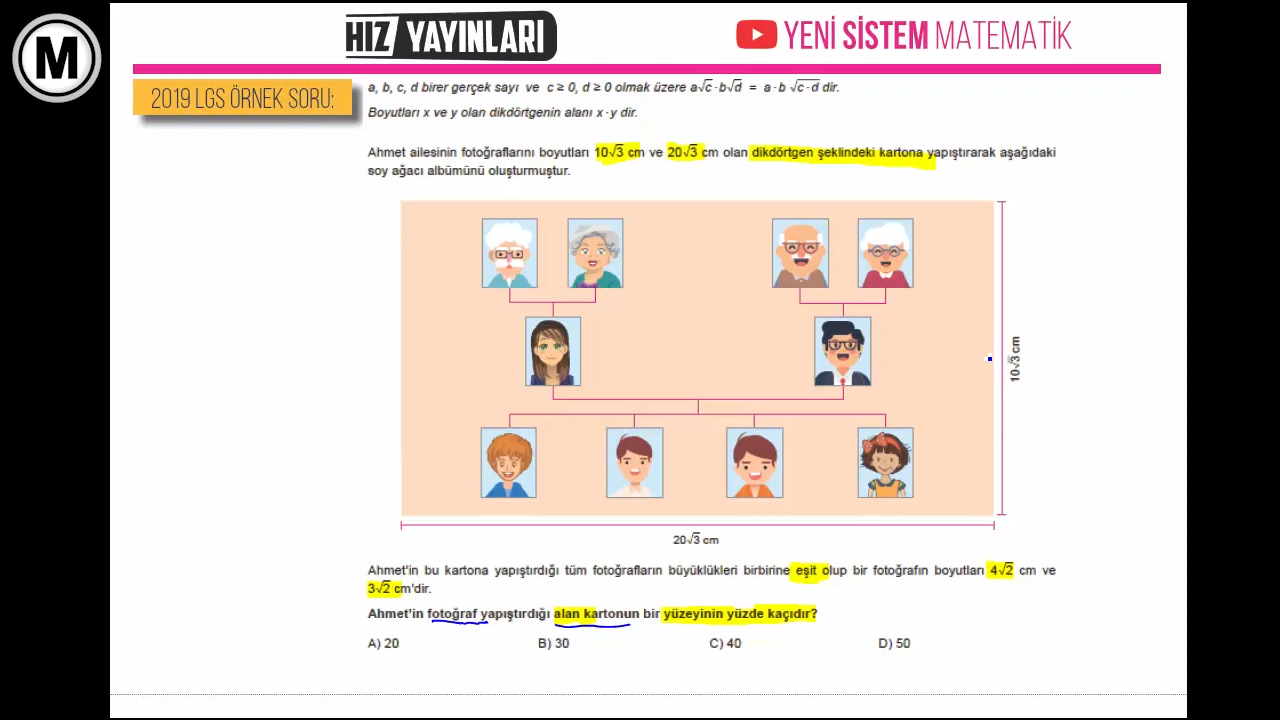 M
HIZ YAYINLARI
YENİ SİSTEM MATEMATİK
2019 LGS ÖRNEK SORU:
a, b, c, d birer gerçek sayı ve c ≥ 0, d ≥ 0 olmak üzere a√c · b√d = a · b √c · d dir.
Boyutları x ve y olan dikdörtgenin alanı x · y dir.
Ahmet ailesinin fotoğraflarını boyutları 10√3 cm ve 20√3 cm olan dikdörtgen şeklindeki kartona yapıştırarak aşağıdaki
soy ağacı albümünü oluşturmuştur.
10√3 cm
20√3 cm
Ahmet'in bu kartona yapıştırdığı tüm fotoğrafların büyüklükleri birbirine eşit olup bir fotoğrafın boyutları 4√2 cm ve
3√2 cm'dir.
Ahmet'in fotoğraf yapıştırdığı alan kartonun bir yüzeyinin yüzde kaçıdır?
A) 20 B) 30 C) 40 D) 50